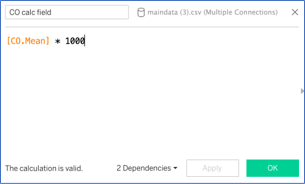 CO calc field
maindata (3).csv (Multiple Connections)
[CO.Mean] * 1000
The calculation is valid.
2 Dependencies
Apply
OK